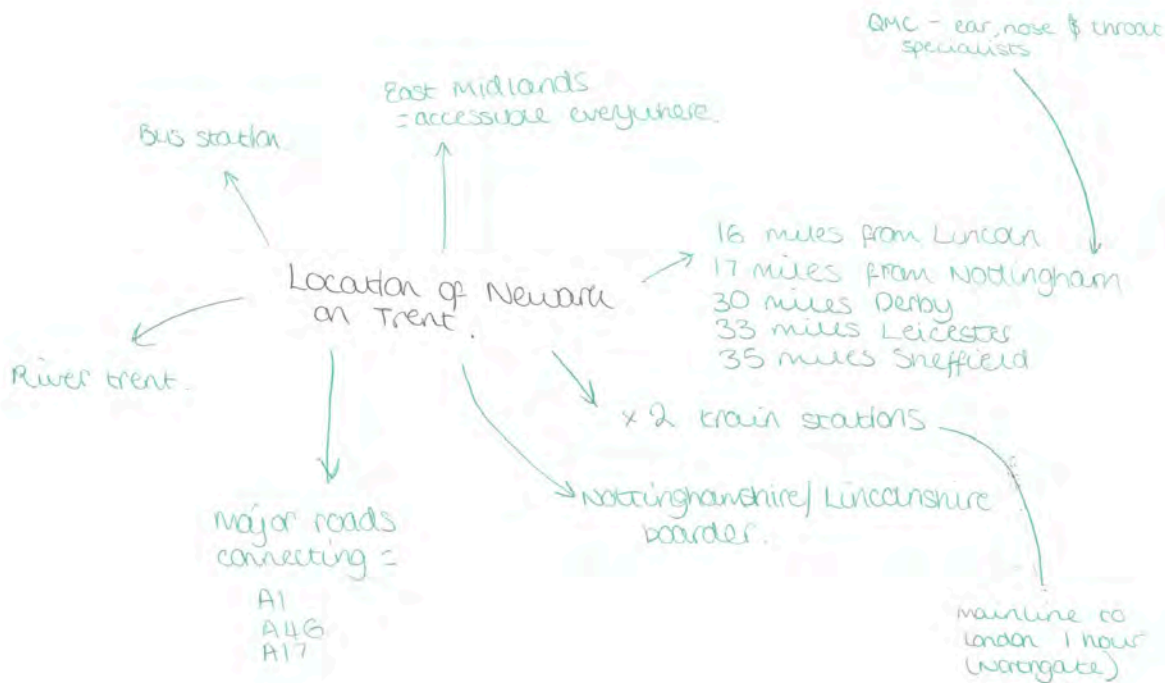 QMC - ear, nose & throat
specialists
East Midlands
= accessible everywhere.
Bus station
16 miles from Lincoln
17 miles from Nottingham
30 miles Derby
33 miles Leicester
35 miles Sheffield
Location of Newark
on Trent.
River trent.
x 2 train stations
Nottinghamshire/Lincolnshire
boarder.
Major roads
connecting =
A1
A46
A17
mainline to
London 1 hour
(Northgate)